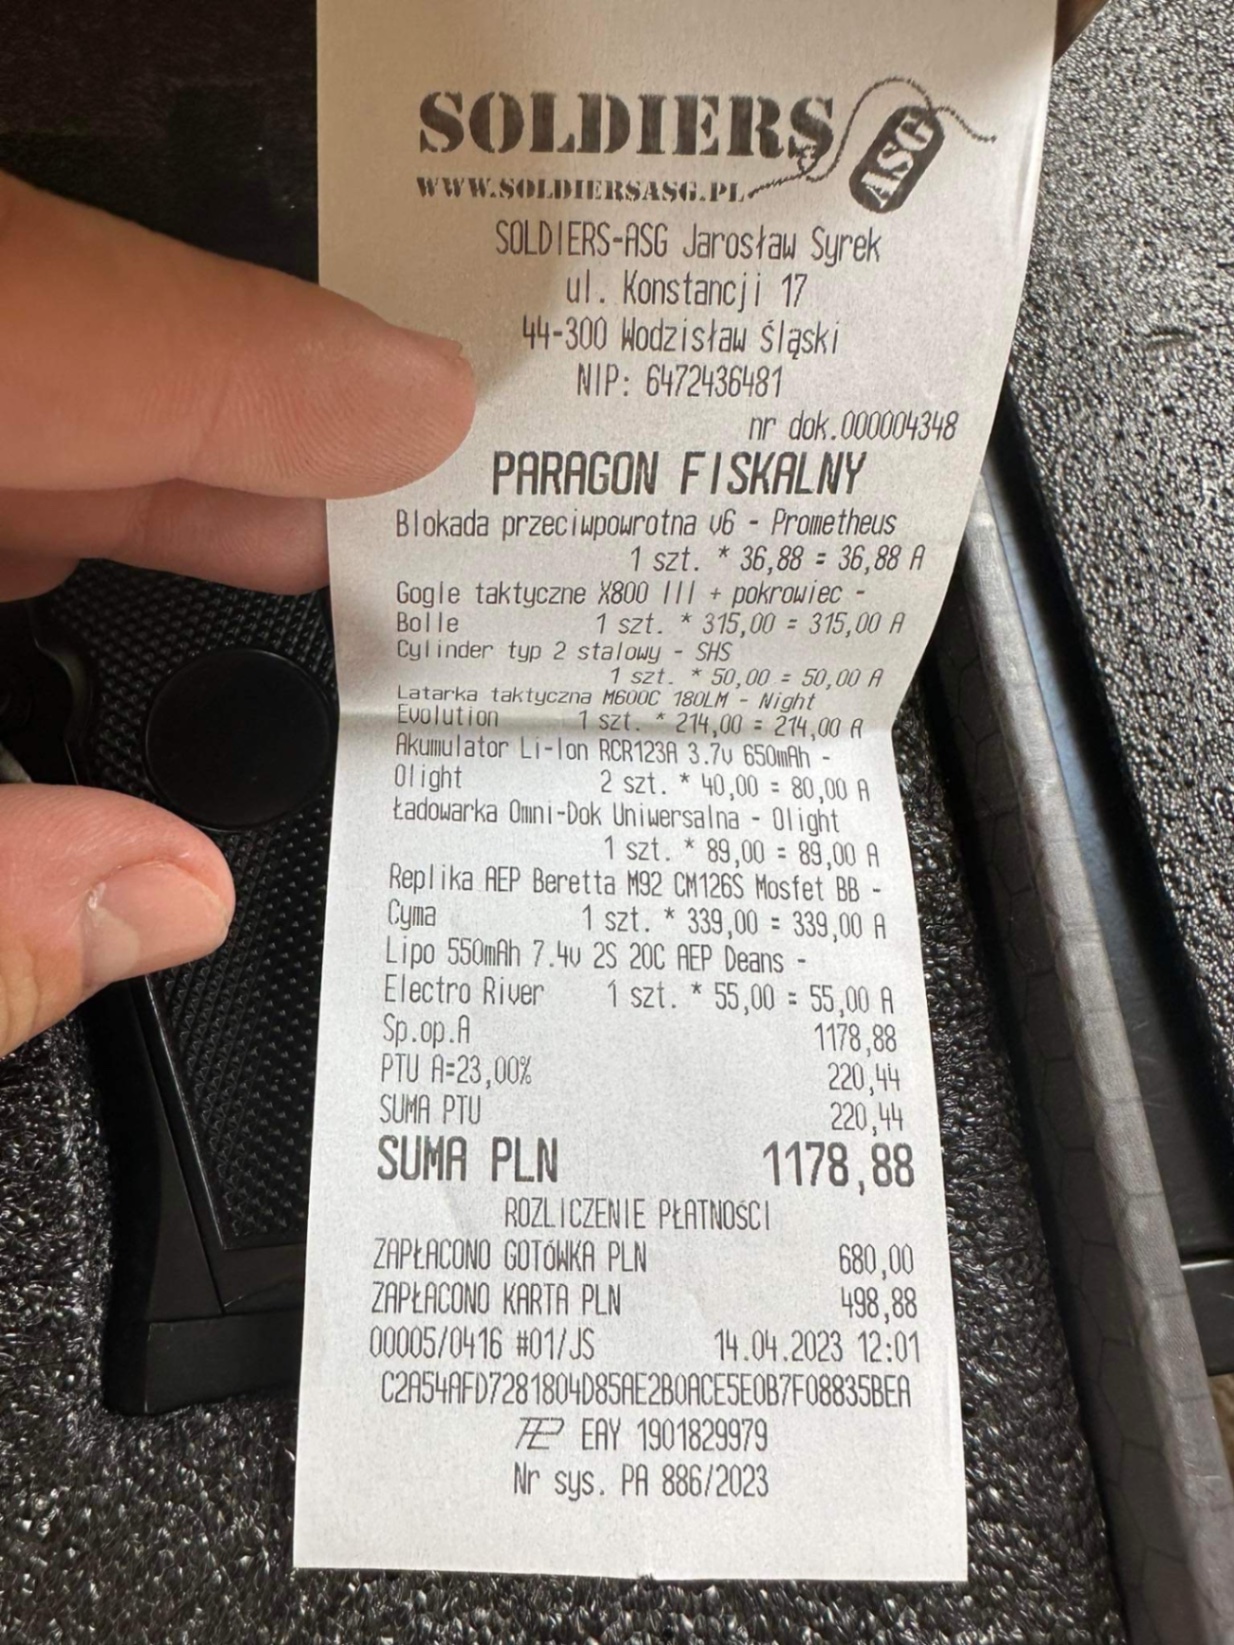 SOLDIERS
ASG
WWW.SOLDIERSASG.PL
SOLDIERS-ASG Jarosław Syrek
ul. Konstancji 17
44-300 Wodzisław Śląski
NIP: 6472436481
nr dok.000004348
PARAGON FISKALNY
Blokada przeciwpowrotna v6 - Prometheus
1 szt. * 36,88 = 36,88 A
Gogle taktyczne X800 III + pokrowiec -
Bolle 1 szt. * 315,00 = 315,00 A
Cylinder typ 2 stalowy - SHS
1 szt. * 50,00 = 50,00 A
Latarka taktyczna M600C 180LM - Night
Evolution 1 szt. * 214,00 = 214,00 A
Akumulator Li-Ion RCR123A 3.7v 650mAh -
Olight 2 szt. * 40,00 = 80,00 A
Ładowarka Omni-Dok Uniwersalna - Olight
1 szt. * 89,00 = 89,00 A
Replika AEP Beretta M92 CM126S Mosfet BB -
Cyma 1 szt. * 339,00 = 339,00 A
Lipo 550mAh 7.4v 2S 20C AEP Deans -
Electro River 1 szt. * 55,00 = 55,00 A
Sp.op.A 1178,88
PTU A=23,00% 220,44
SUMA PTU 220,44
SUMA PLN 1178,88
ROZLICZENIE PŁATNOŚCI
ZAPŁACONO GOTÓWKA PLN 680,00
ZAPŁACONO KARTA PLN 498,88
00005/0416 #01/JS 14.04.2023 12:01
C2A54AFD7281804D85AE2B0ACE5E0B7F08835BEA
EAY 1901829979
Nr sys. PA 886/2023